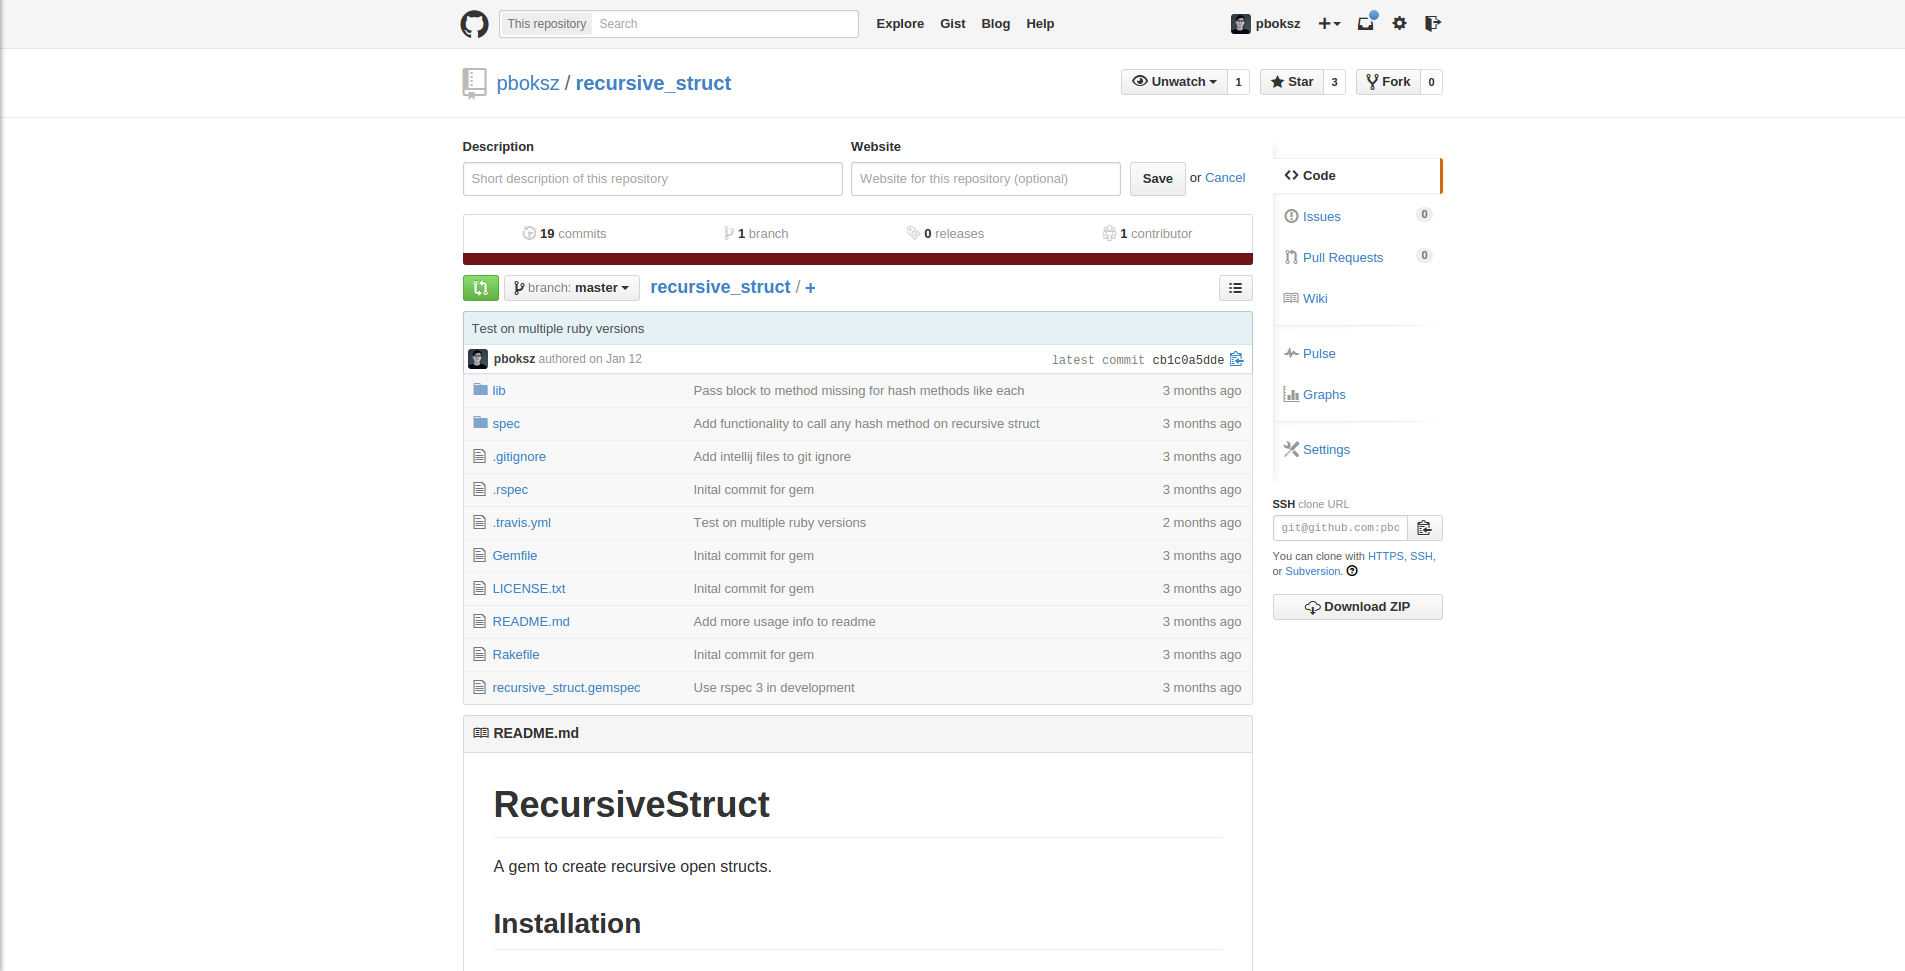 This repository Search Explore Gist Blog Help pboksz
pboksz / recursive_struct Unwatch 1 Star 3 Fork 0
Description Website
Short description of this repository Website for this repository (optional) Save or Cancel
19 commits 1 branch 0 releases 1 contributor
branch: master recursive_struct / +
Test on multiple ruby versions
pboksz authored on Jan 12 latest commit cb1c0a5dde
lib Pass block to method missing for hash methods like each 3 months ago
spec Add functionality to call any hash method on recursive struct 3 months ago
.gitignore Add intellij files to git ignore 3 months ago
.rspec Inital commit for gem 3 months ago
.travis.yml Test on multiple ruby versions 2 months ago
Gemfile Inital commit for gem 3 months ago
LICENSE.txt Inital commit for gem 3 months ago
README.md Add more usage info to readme 3 months ago
Rakefile Inital commit for gem 3 months ago
recursive_struct.gemspec Use rspec 3 in development 3 months ago
README.md
RecursiveStruct
A gem to create recursive open structs.
Installation
Code
Issues 0
Pull Requests 0
Wiki
Pulse
Graphs
Settings
SSH clone URL
git@github.com:pbo
You can clone with HTTPS, SSH,
or Subversion.
Download ZIP